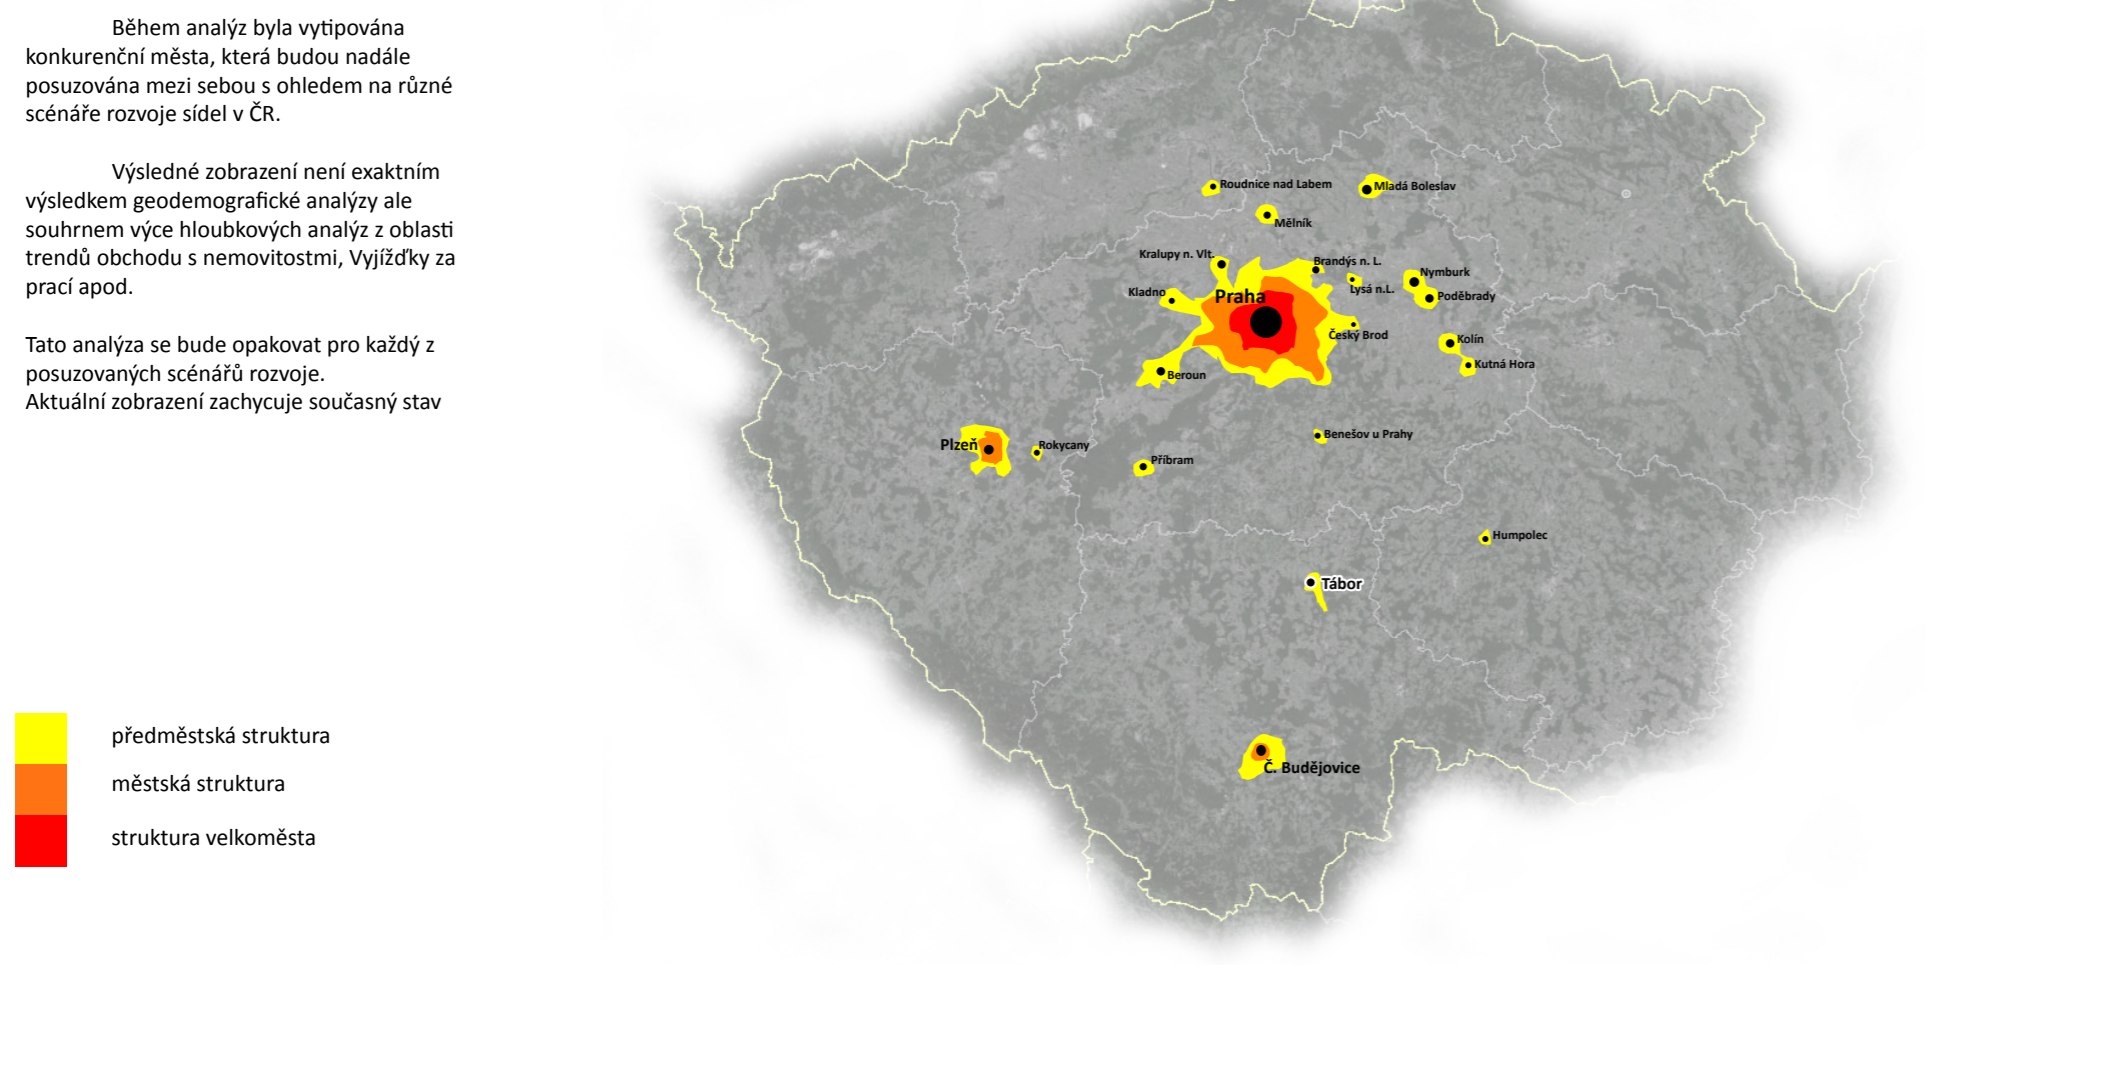 Během analýz byla vytipována
konkurenční města, která budou nadále
posuzována mezi sebou s ohledem na různé
scénáře rozvoje sídel v ČR.
Výsledné zobrazení není exaktním
výsledkem geodemografické analýzy ale
souhrnem výce hloubkových analýz z oblasti
trendů obchodu s nemovitostmi, Vyjížďky za
prací apod.
Tato analýza se bude opakovat pro každý z
posuzovaných scénářů rozvoje.
Aktuální zobrazení zachycuje současný stav
předměstská struktura
městská struktura
struktura velkoměsta
Roudnice nad Labem
Mladá Boleslav
Mělník
Kralupy n. Vlt.
Brandýs n. L.
Nymburk
Lysá n.L.
Kladno
Praha
Poděbrady
Český Brod
Kolín
Kutná Hora
Beroun
Benešov u Prahy
Plzeň
Rokycany
Příbram
Humpolec
Tábor
Č. Budějovice